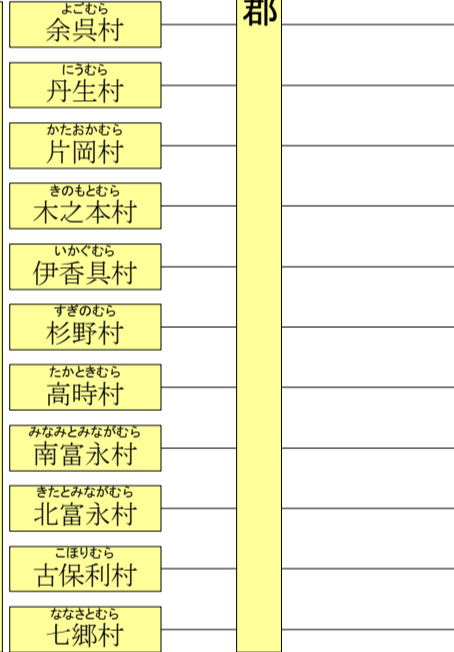 よごむら
余呉村
にうむら
丹生村
かたおかむら
片岡村
きのもとむら
木之本村
いかぐむら
伊香具村
すぎのむら
杉野村
たかときむら
高時村
みなみとみながむら
南富永村
きたとみながむら
北富永村
こほりむら
古保利村
ななさとむら
七郷村
郡